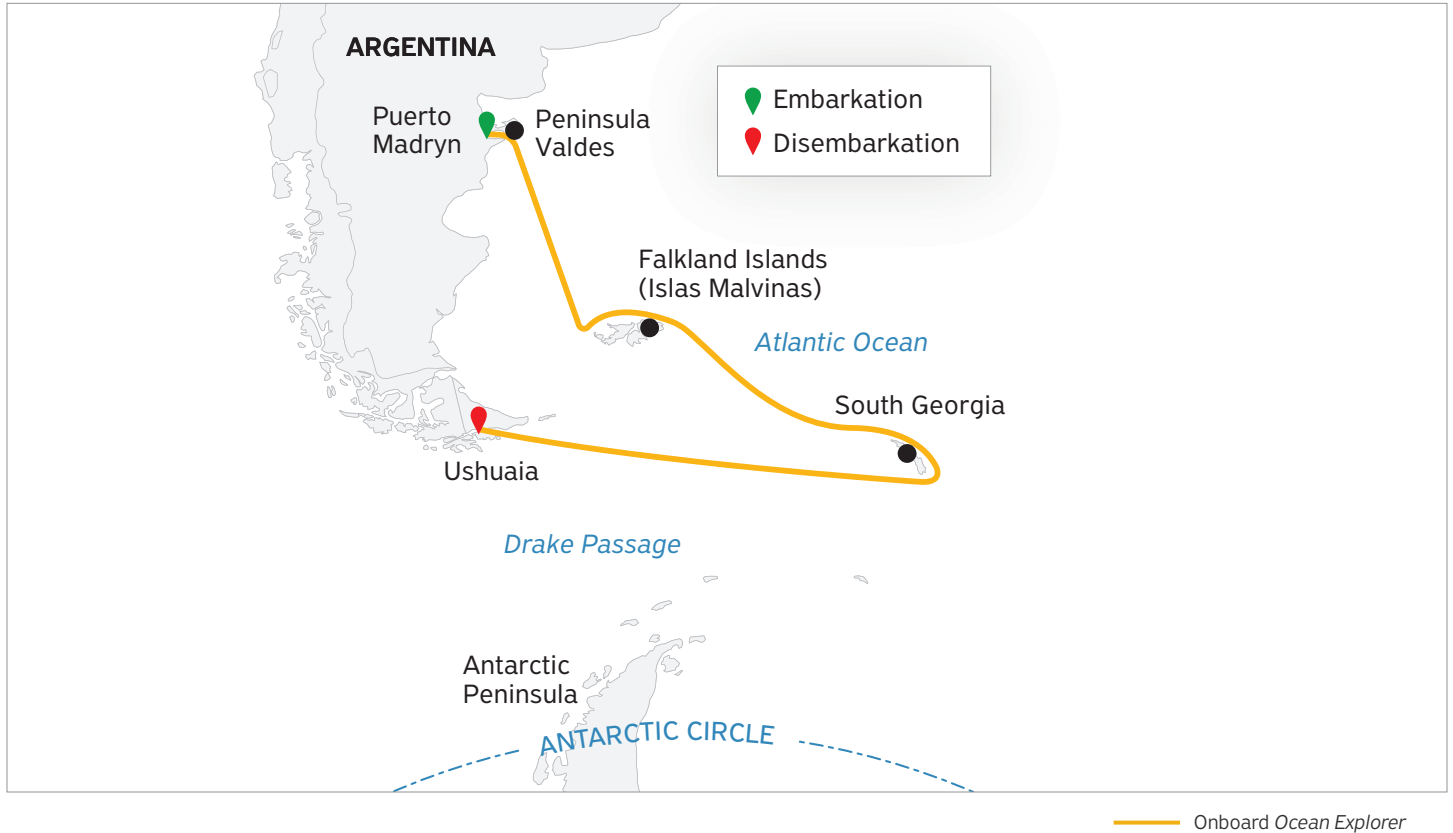 ARGENTINA
Embarkation
Disembarkation
Puerto
Madryn
Peninsula
Valdes
Falkland Islands
(Islas Malvinas)
Atlantic Ocean
South Georgia
Ushuaia
Drake Passage
Antarctic
Peninsula
ANTARCTIC CIRCLE
Onboard Ocean Explorer